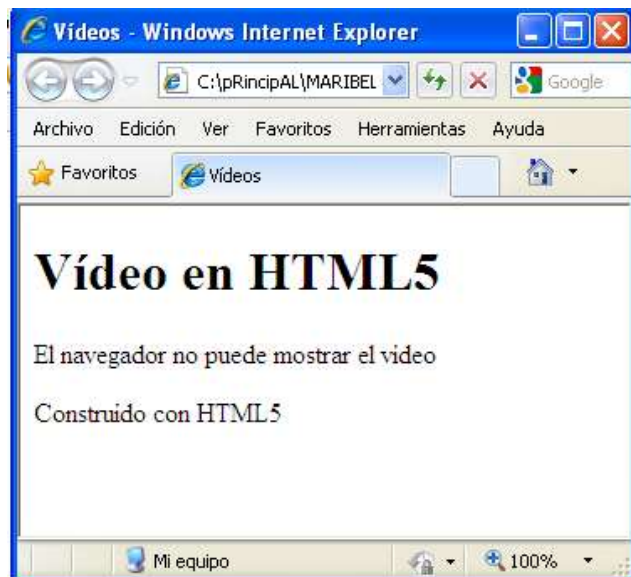 Vídeos - Windows Internet Explorer
C:\pRincipAL\MARIBEL Google
Archivo Edición Ver Favoritos Herramientas Ayuda
Favoritos Vídeos
Vídeo en HTML5
El navegador no puede mostrar el video
Construido con HTML5
Mi equipo 100%